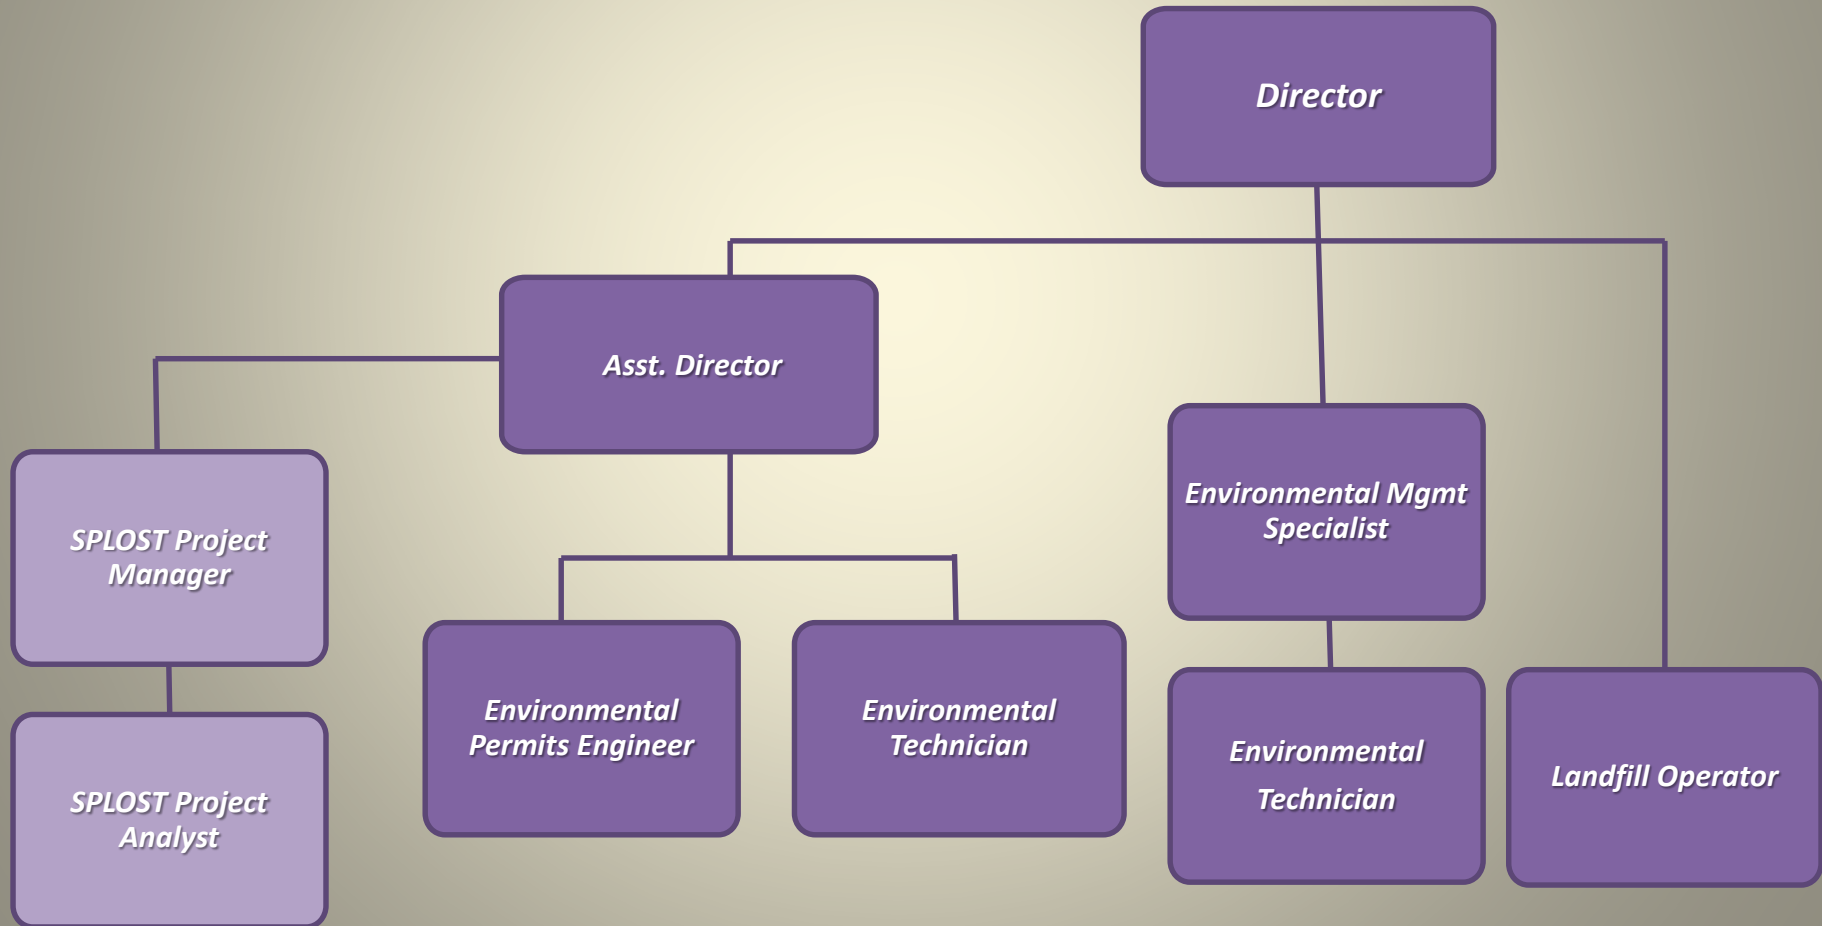 Director
Asst. Director
SPLOST Project
Manager
SPLOST Project
Analyst
Environmental
Permits Engineer
Environmental
Technician
Environmental Mgmt
Specialist
Environmental
Technician
Landfill Operator